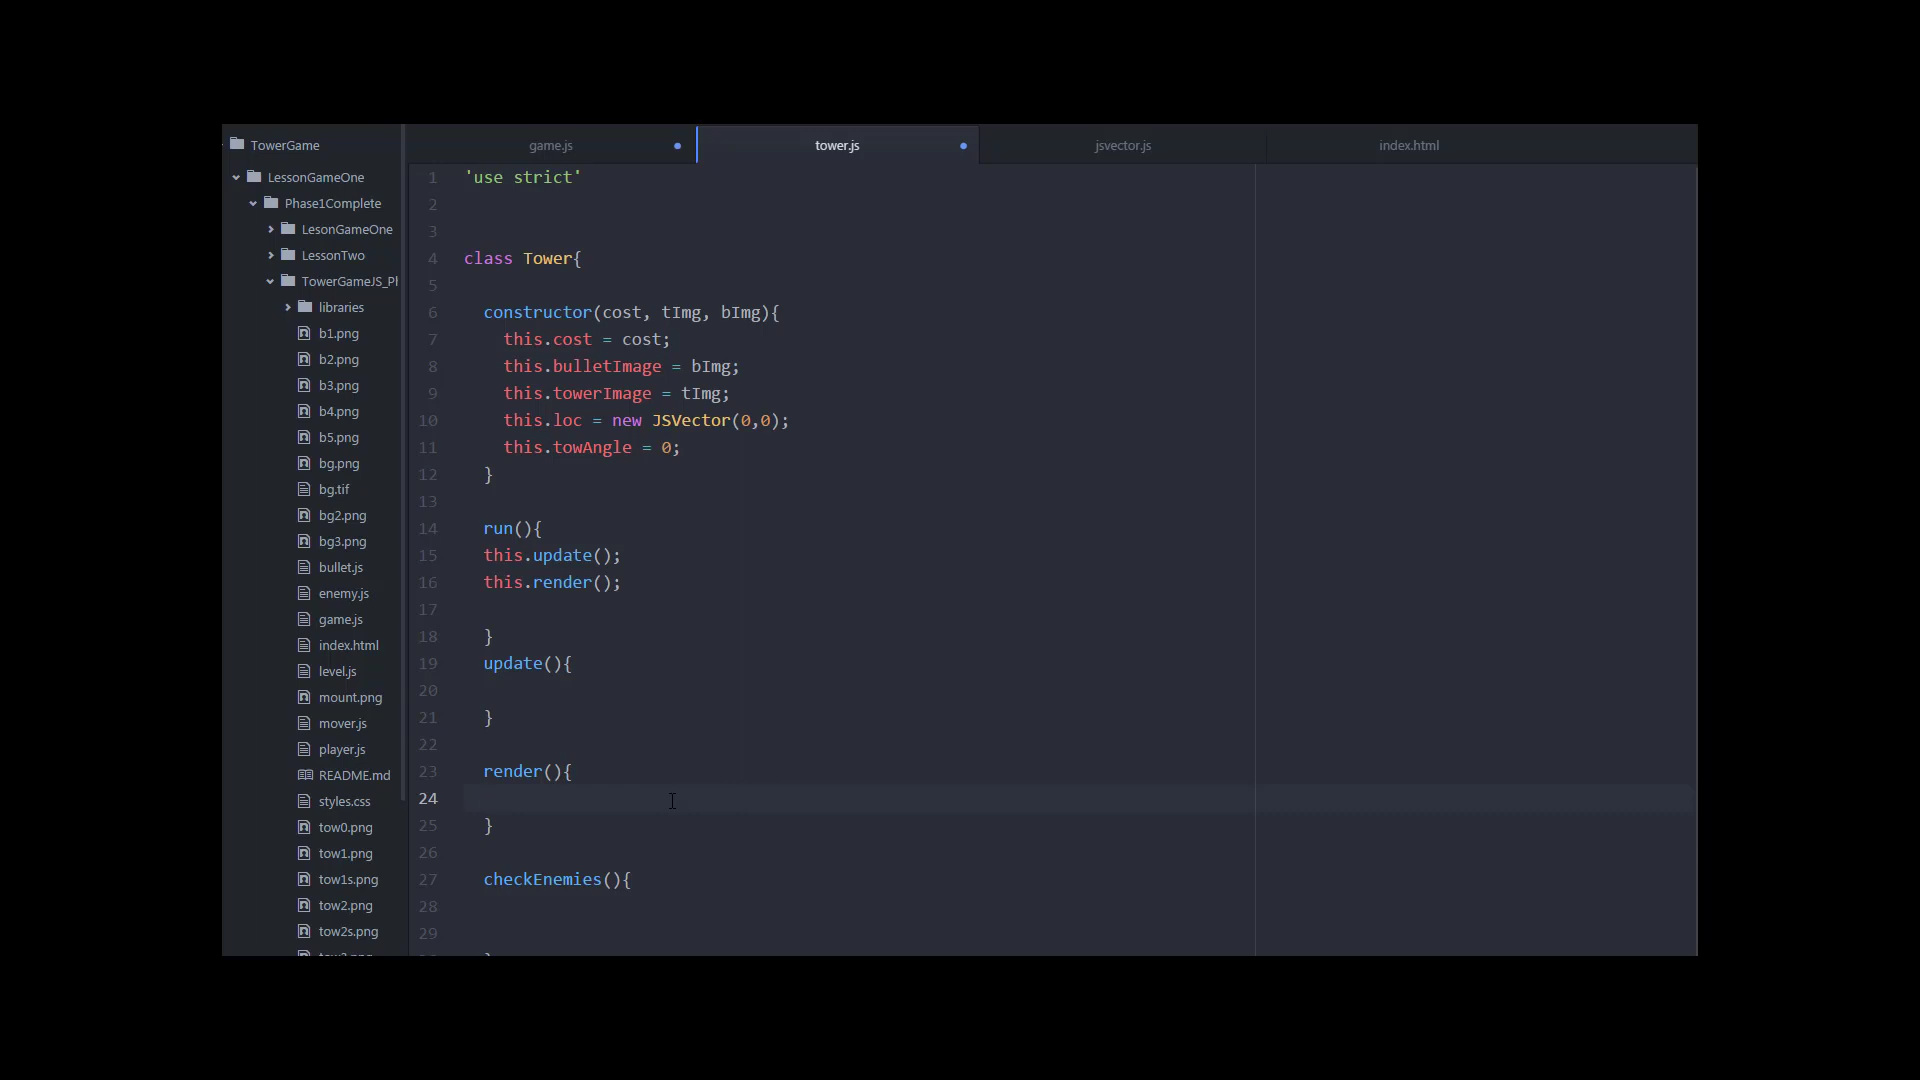 TowerGame
LessonGameOne
Phase1Complete
LesonGameOne
LessonTwo
TowerGameJS_Pl
libraries
b1.png
b2.png
b3.png
b4.png
b5.png
bg.png
bg.tif
bg2.png
bg3.png
bullet.js
enemy.js
game.js
index.html
level.js
mount.png
mover.js
player.js
README.md
styles.css
tow0.png
tow1.png
tow1s.png
tow2.png
tow2s.png
game.js tower.js jsvector.js index.html
1 'use strict'
2
3
4 class Tower{
5
6 constructor(cost, tImg, bImg){
7 this.cost = cost;
8 this.bulletImage = bImg;
9 this.towerImage = tImg;
10 this.loc = new JSVector(0,0);
11 this.towAngle = 0;
12 }
13
14 run(){
15 this.update();
16 this.render();
17
18 }
19 update(){
20
21 }
22
23 render(){
24
25 }
26
27 checkEnemies(){
28
29